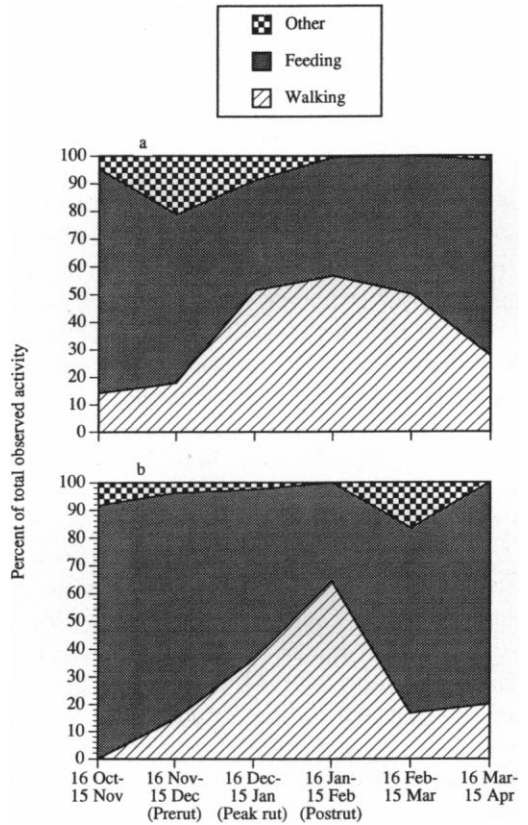 Other
Feeding
Walking
a
100
90
80
70
60
50
40
30
20
10
0
Percent of total observed activity
b
100
90
80
70
60
50
40
30
20
10
0
16 Oct- 16 Nov- 16 Dec- 16 Jan- 16 Feb- 16 Mar-
15 Nov 15 Dec 15 Jan 15 Feb 15 Mar 15 Apr
(Prerut) (Peak rut) (Postrut)